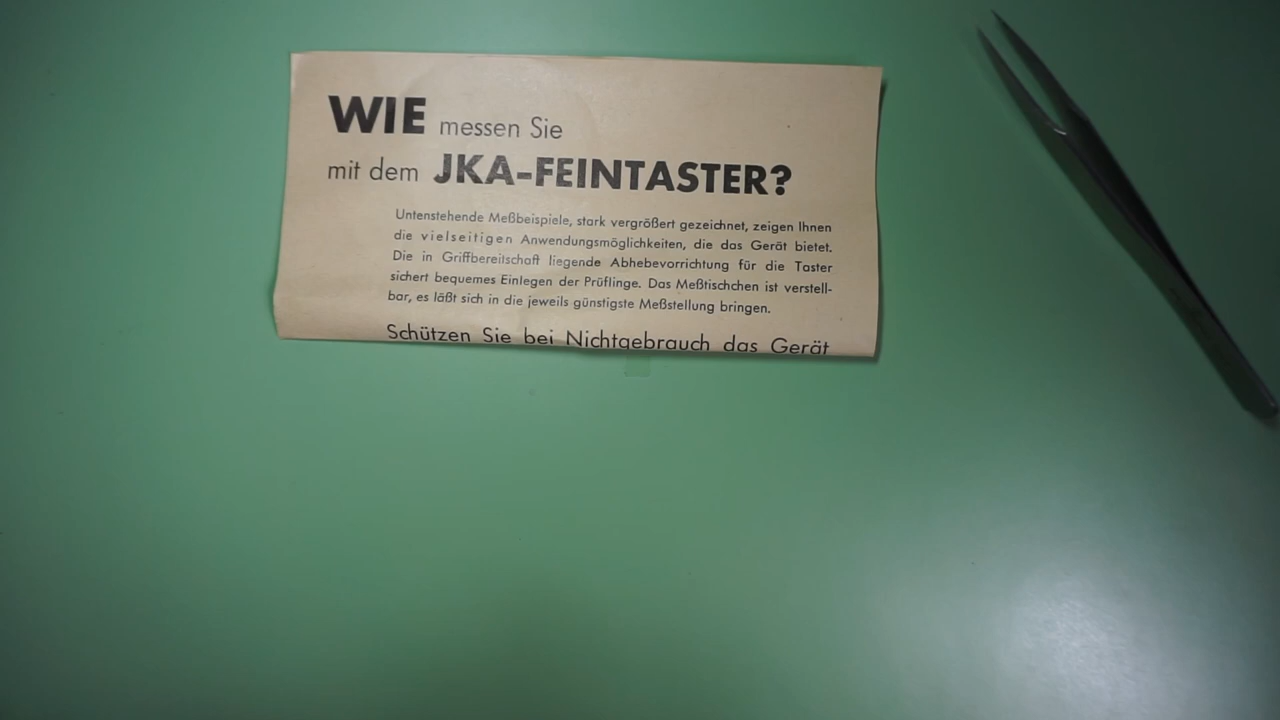 WIE messen Sie
mit dem JKA-FEINTASTER?
Untenstehende Meßbeispiele, stark vergrößert gezeichnet, zeigen Ihnen
die vielseitigen Anwendungsmöglichkeiten, die das Gerät bietet.
Die in Griffbereitschaft liegende Abhebevorrichtung für die Taster
sichert bequemes Einlegen der Prüflinge. Das Meßtischchen ist verstell-
bar, es läßt sich in die jeweils günstigste Meßstellung bringen.
Schützen Sie bei Nichtgebrauch das Gerät